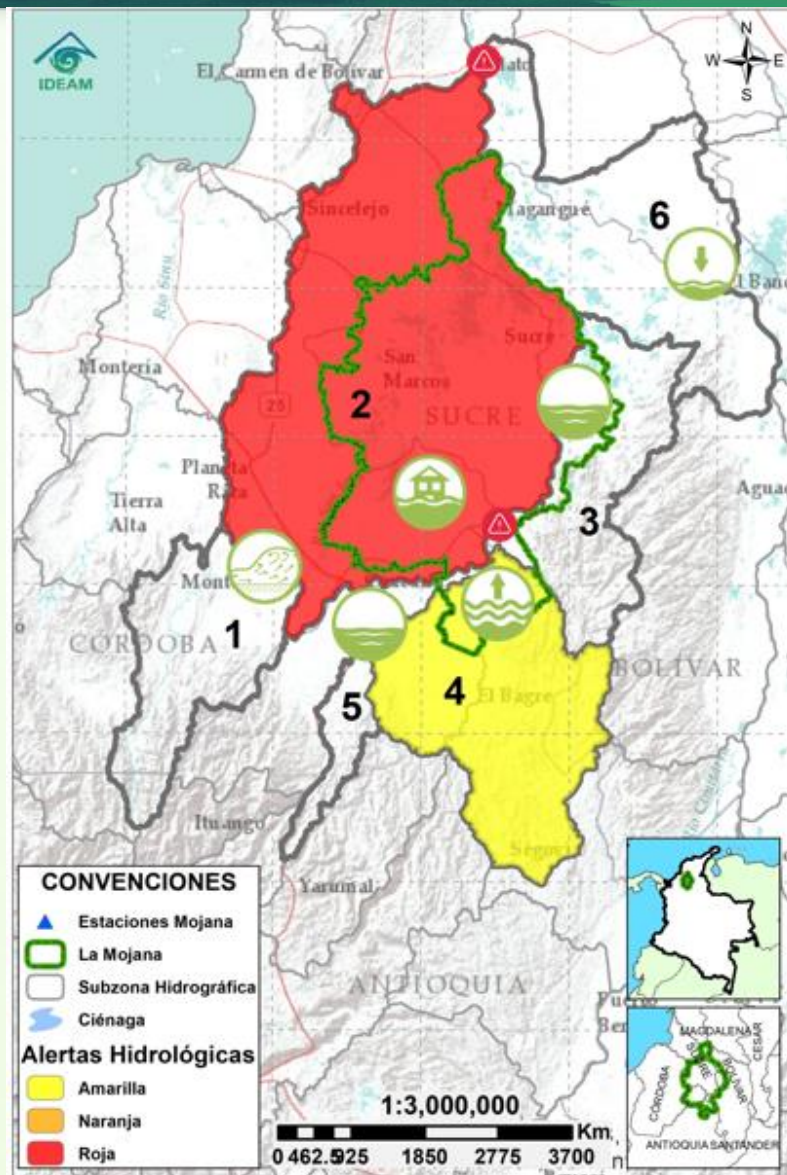 IDEAM
N
W E
S
El Carmen de Bolívar
Sincelejo
Magangué
6
Río Sinú
Montería
San
Marcos
Sucre
25
2
SUCRE
Planeta
Rica
Tierra
Alta
3
1
CÓRDOBA
BOLÍVAR
4
El Bagre
5
Ituango
Segovia
Yarumal
ANTIOQUIA
CONVENCIONES
Estaciones Mojana
La Mojana
Subzona Hidrográfica
Ciénaga
Alertas Hidrológicas
Amarilla
Naranja
Roja
1:3,000,000
Km
0 462.5 925 1850 2775 3700
MAGDALENA
CESAR
SUCRE
BOLÍVAR
CÓRDOBA
ANTIOQUIA SANTANDER